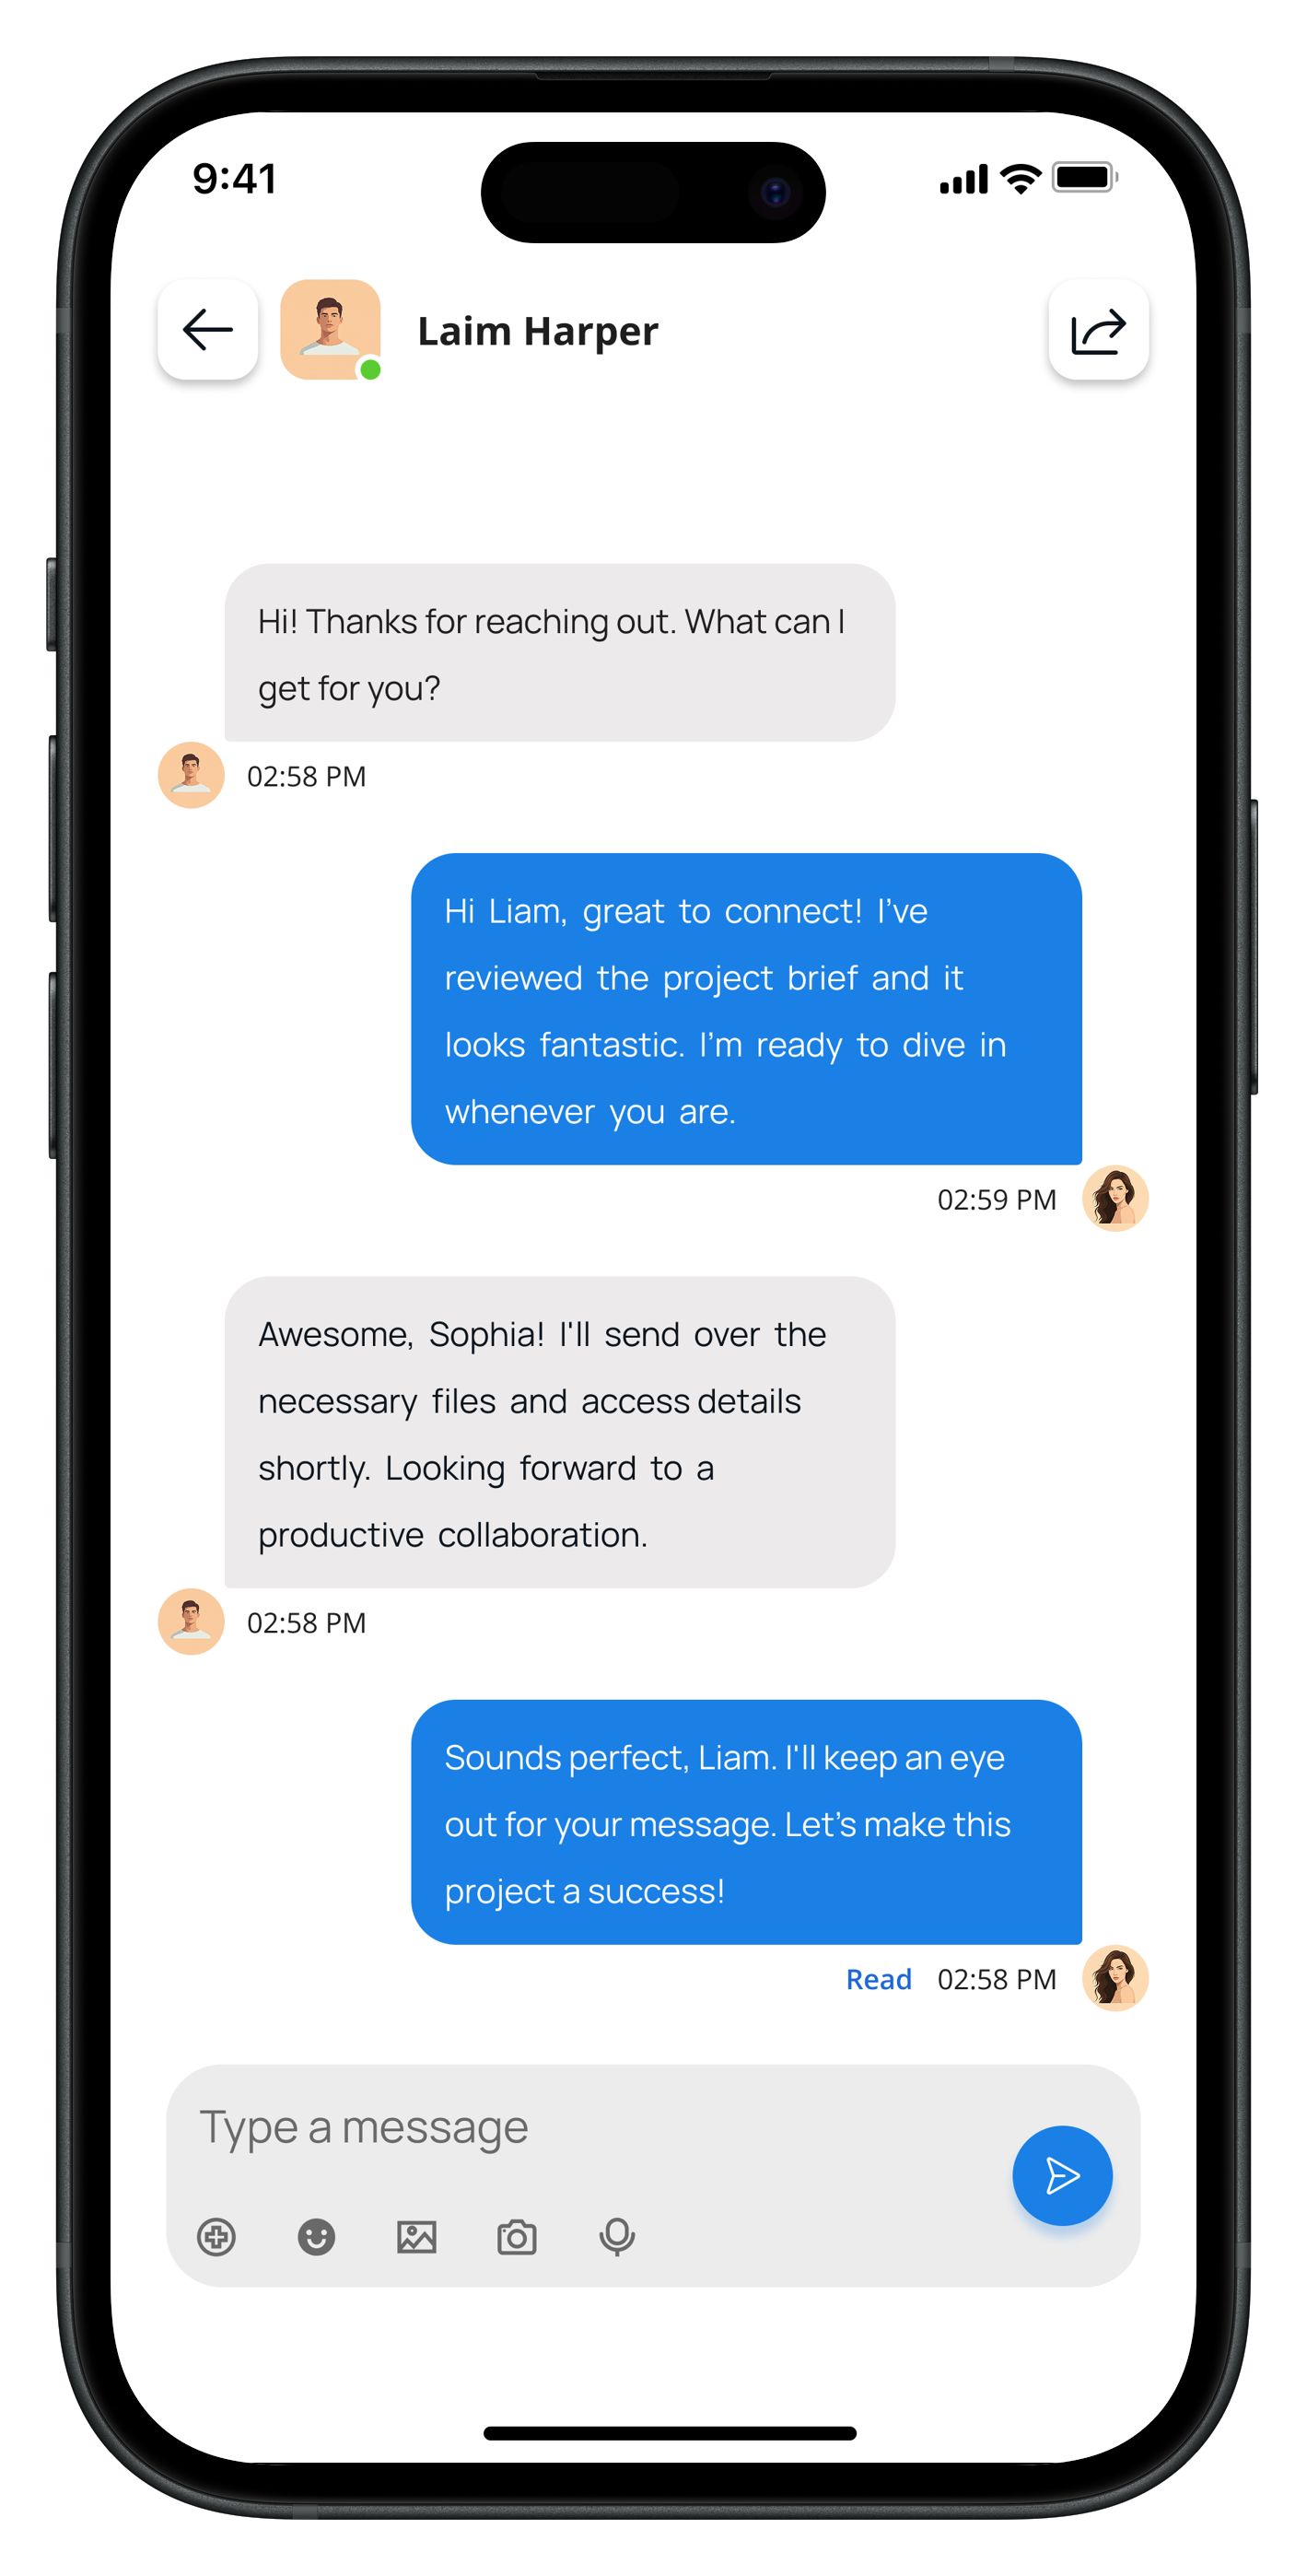 9:41
Laim Harper
Hi! Thanks for reaching out. What can I
get for you?
02:58 PM
Hi Liam, great to connect! I’ve
reviewed the project brief and it
looks fantastic. I’m ready to dive in
whenever you are.
02:59 PM
Awesome, Sophia! I'll send over the
necessary files and access details
shortly. Looking forward to a
productive collaboration.
02:58 PM
Sounds perfect, Liam. I'll keep an eye
out for your message. Let’s make this
project a success!
Read 02:58 PM
Type a message